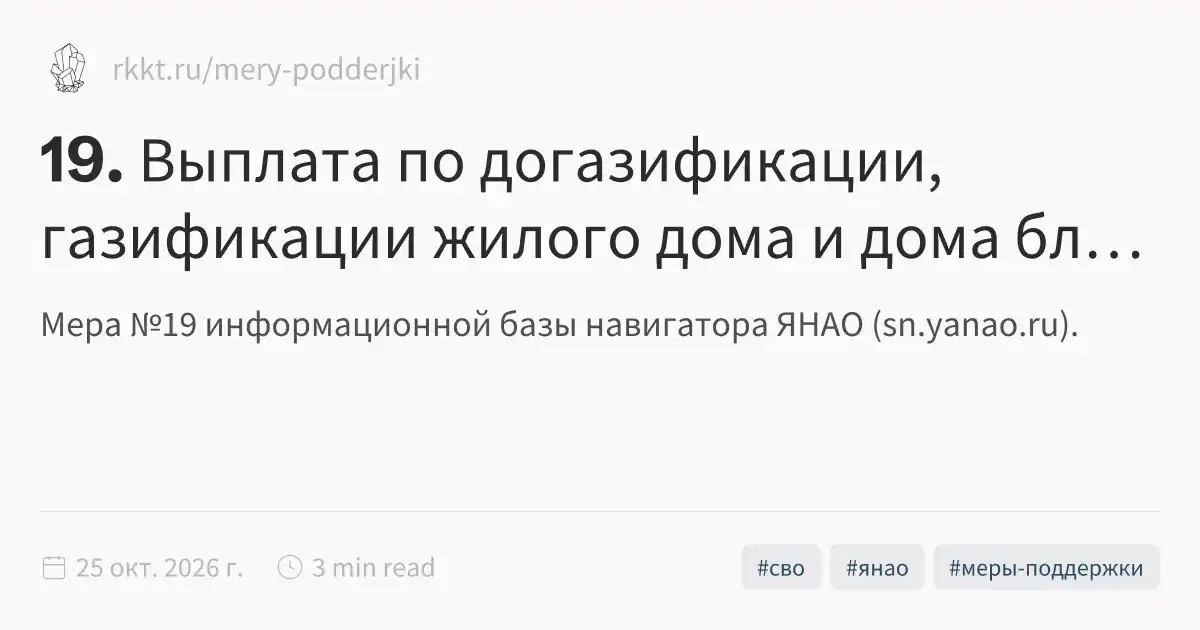 rkkt.ru/mery-podderjki
19. Выплата по догазификации,
газификации жилого дома и дома бл…
Мера №19 информационной базы навигатора ЯНАО (sn.yanao.ru).
25 окт. 2026 г.
3 min read
#сво
#янао
#меры-поддержки